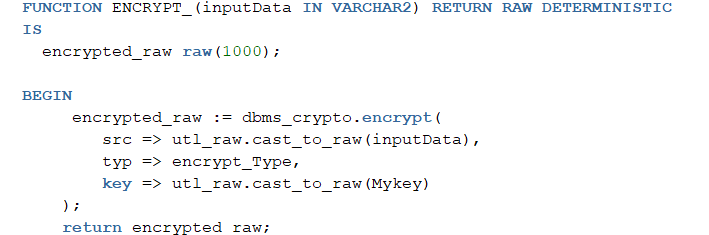 FUNCTION ENCRYPT_(inputData IN VARCHAR2) RETURN RAW DETERMINISTIC
IS
encrypted_raw raw(1000);
BEGIN
encrypted_raw := dbms_crypto.encrypt(
src => utl_raw.cast_to_raw(inputData),
typ => encrypt_Type,
key => utl_raw.cast_to_raw(Mykey)
);
return encrypted raw;